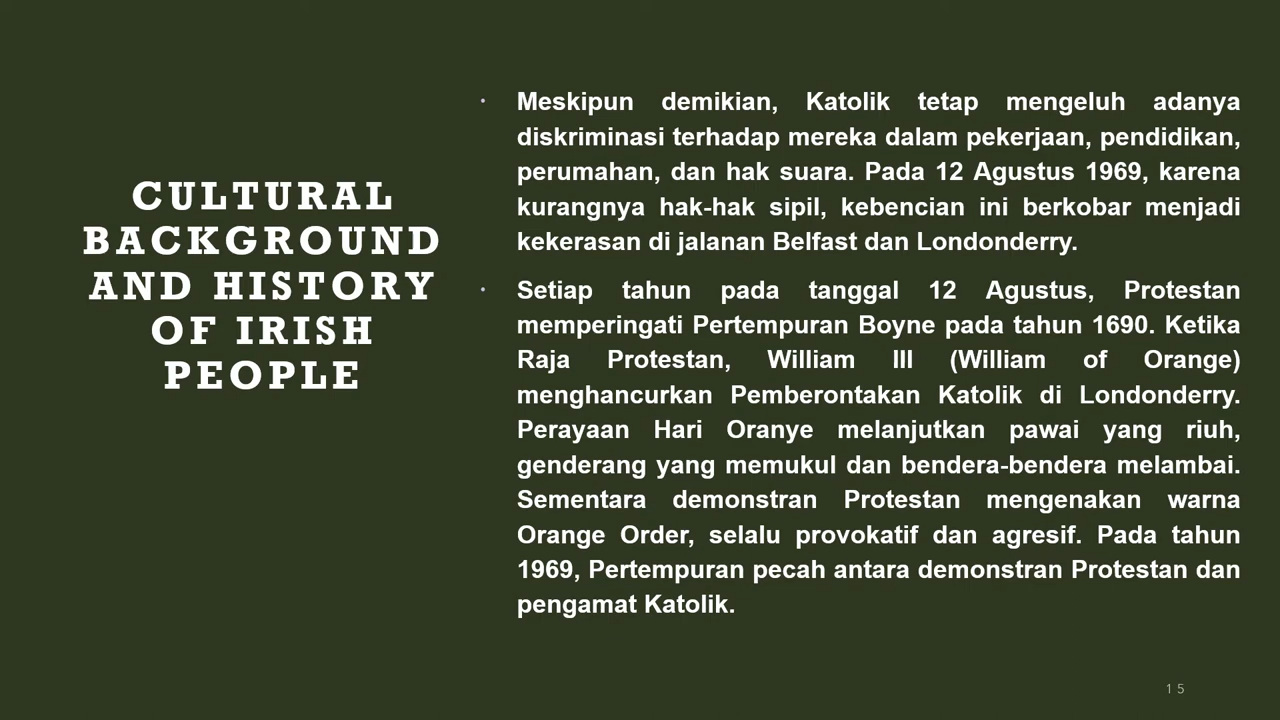 CULTURAL
BACKGROUND
AND HISTORY
OF IRISH
PEOPLE
• Meskipun demikian, Katolik tetap mengeluh adanya
diskriminasi terhadap mereka dalam pekerjaan, pendidikan,
perumahan, dan hak suara. Pada 12 Agustus 1969, karena
kurangnya hak-hak sipil, kebencian ini berkobar menjadi
kekerasan di jalanan Belfast dan Londonderry.
• Setiap tahun pada tanggal 12 Agustus, Protestan
memperingati Pertempuran Boyne pada tahun 1690. Ketika
Raja Protestan, William III (William of Orange)
menghancurkan Pemberontakan Katolik di Londonderry.
Perayaan Hari Oranye melanjutkan pawai yang riuh,
genderang yang memukul dan bendera-bendera melambai.
Sementara demonstran Protestan mengenakan warna
Orange Order, selalu provokatif dan agresif. Pada tahun
1969, Pertempuran pecah antara demonstran Protestan dan
pengamat Katolik.
15